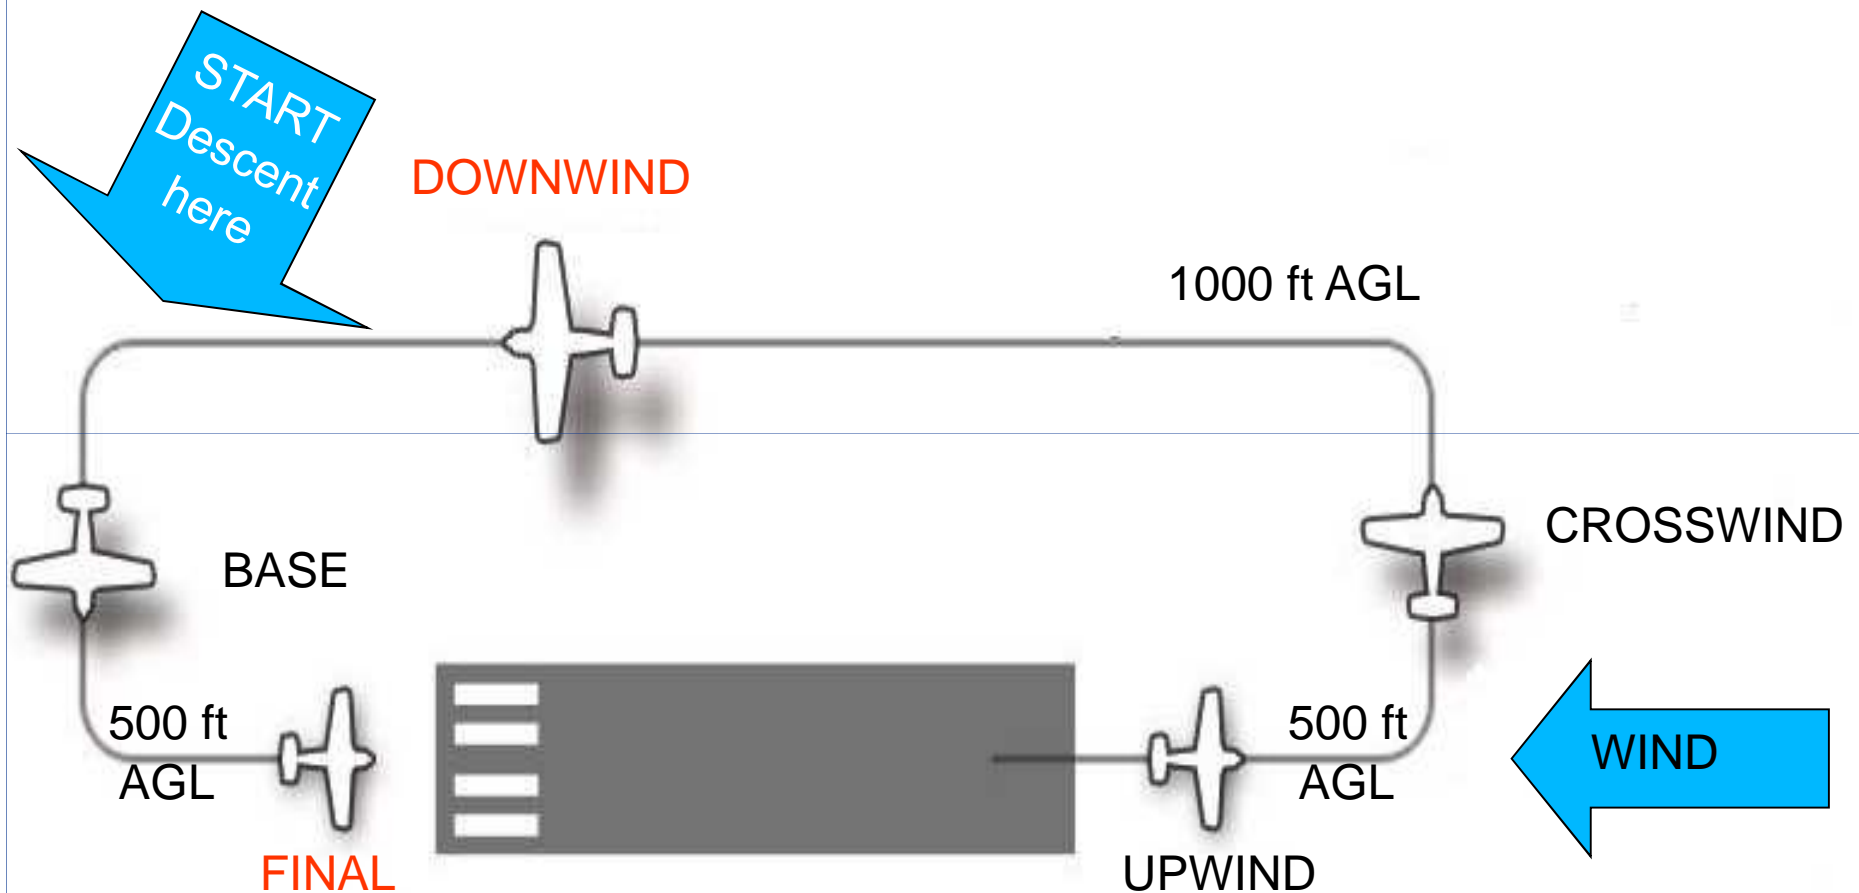 START
Descent
here
DOWNWIND
1000 ft AGL
CROSSWIND
BASE
500 ft
AGL
500 ft
AGL
WIND
FINAL
UPWIND